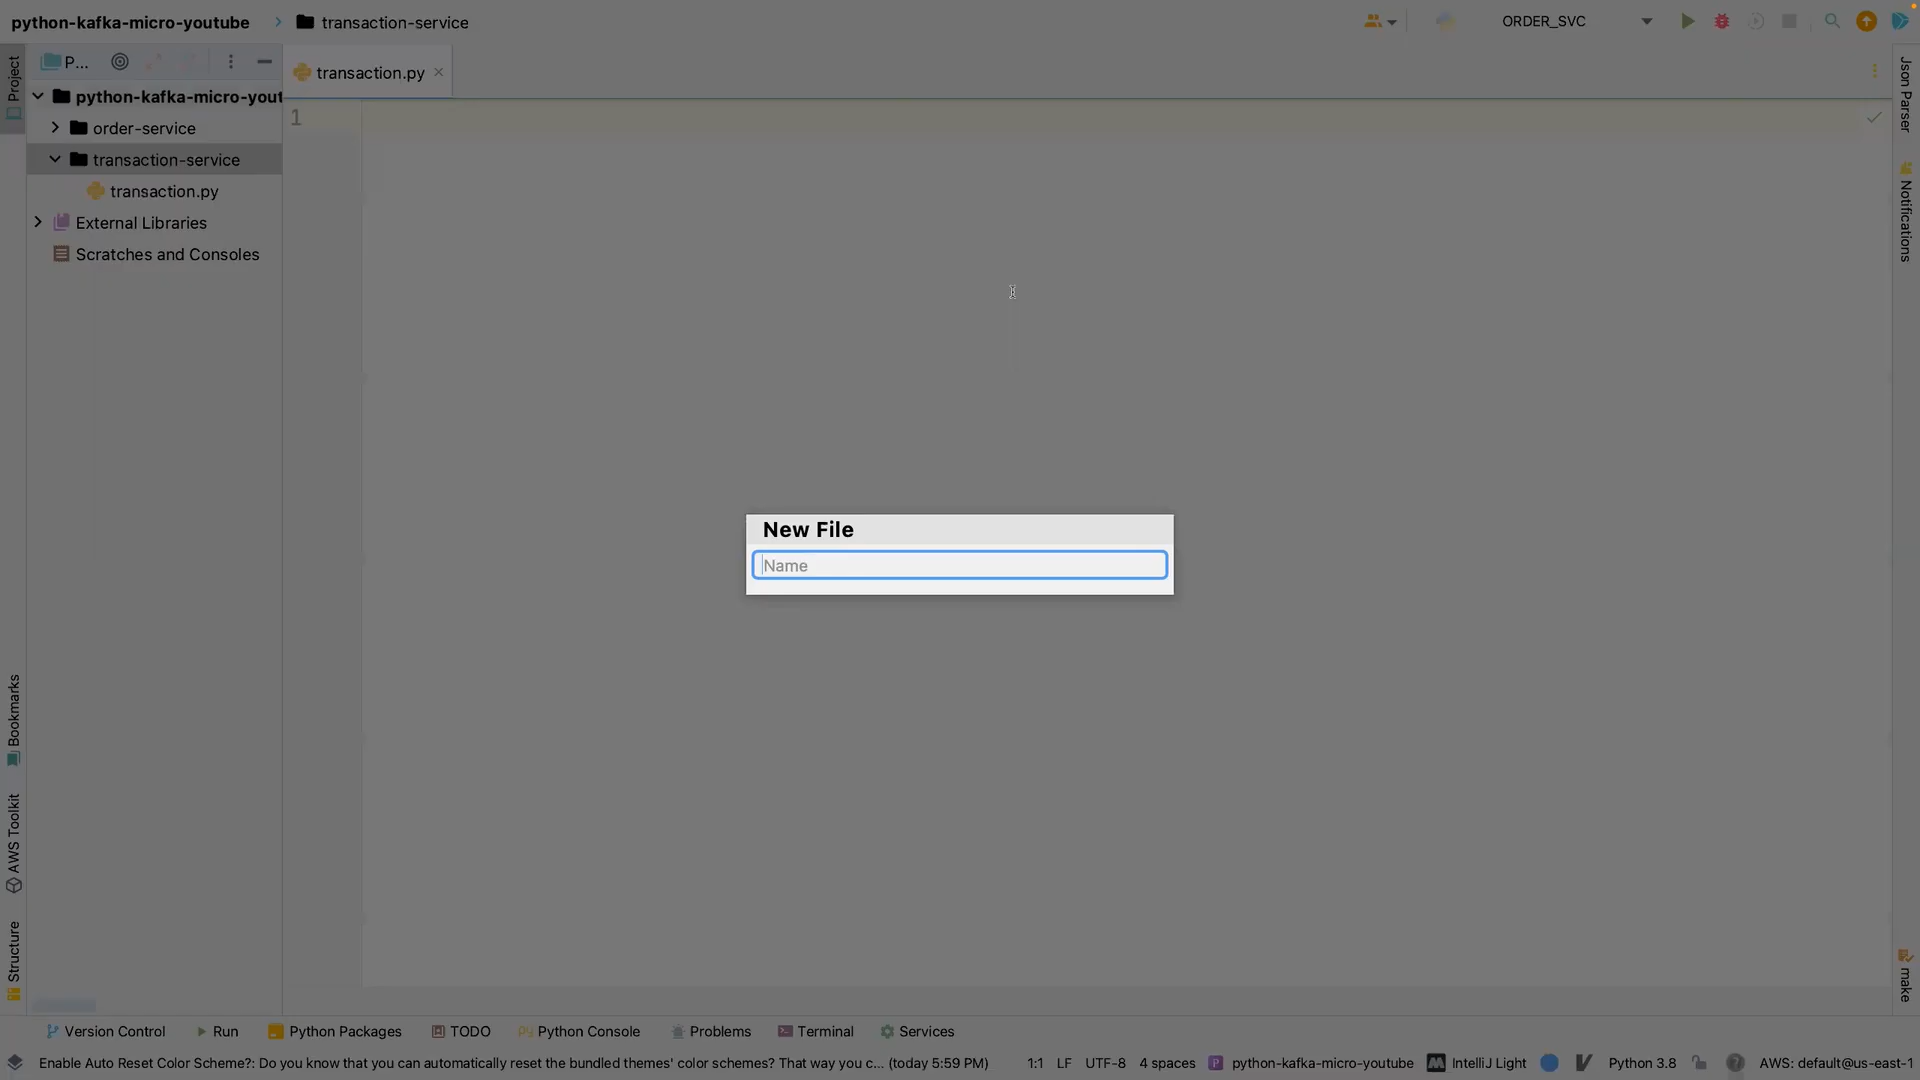 python-kafka-micro-youtube
transaction-service
ORDER_SVC
Project
P...
transaction.py
Json Parser
python-kafka-micro-yout
1
order-service
transaction-service
transaction.py
Notifications
External Libraries
Scratches and Consoles
New File
Name
Bookmarks
AWS Toolkit
Structure
make
Version Control
Run
Python Packages
TODO
Python Console
Problems
Terminal
Services
Enable Auto Reset Color Scheme?: Do you know that you can automatically reset the bundled themes' color schemes? That way you c... (today 5:59 PM)
1:1
LF
UTF-8
4 spaces
python-kafka-micro-youtube
IntelliJ Light
Python 3.8
AWS: default@us-east-1